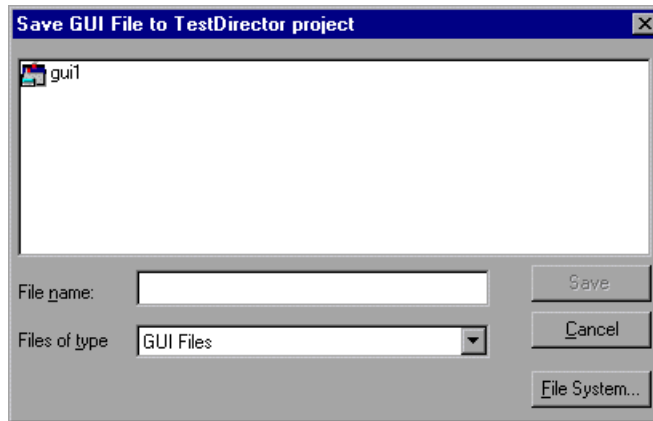 Save GUI File to TestDirector project
gui1
File name:
Save
Files of type
GUI Files
Cancel
File System...